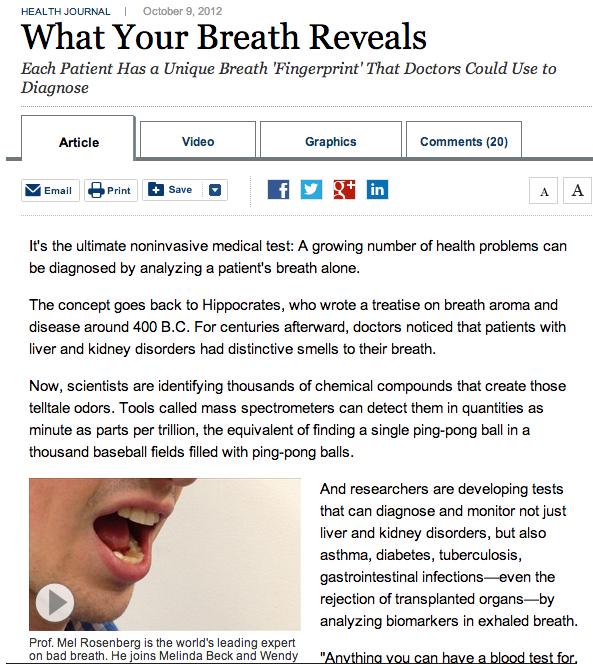 HEALTH JOURNAL | October 9, 2012
What Your Breath Reveals
Each Patient Has a Unique Breath 'Fingerprint' That Doctors Could Use to
Diagnose
Article Video Graphics Comments (20)
Email Print Save f g+ in A A
It's the ultimate noninvasive medical test: A growing number of health problems can
be diagnosed by analyzing a patient's breath alone.
The concept goes back to Hippocrates, who wrote a treatise on breath aroma and
disease around 400 B.C. For centuries afterward, doctors noticed that patients with
liver and kidney disorders had distinctive smells to their breath.
Now, scientists are identifying thousands of chemical compounds that create those
telltale odors. Tools called mass spectrometers can detect them in quantities as
minute as parts per trillion, the equivalent of finding a single ping-pong ball in a
thousand baseball fields filled with ping-pong balls.
And researchers are developing tests
that can diagnose and monitor not just
liver and kidney disorders, but also
asthma, diabetes, tuberculosis,
gastrointestinal infections—even the
rejection of transplanted organs—by
analyzing biomarkers in exhaled breath.
"Anything you can have a blood test for,
Prof. Mel Rosenberg is the world's leading expert
on bad breath. He joins Melinda Beck and Wendy